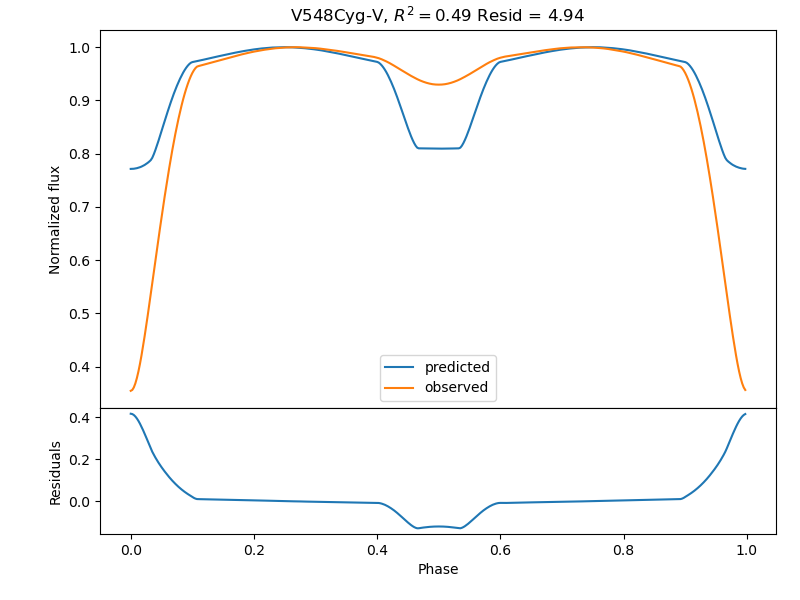 V548Cyg-V, R² = 0.49 Resid = 4.94
1.0
0.9
0.8
0.7
0.6
0.5
0.4
Normalized flux
predicted
observed
0.4
0.2
0.0
Residuals
0.0 0.2 0.4 0.6 0.8 1.0
Phase